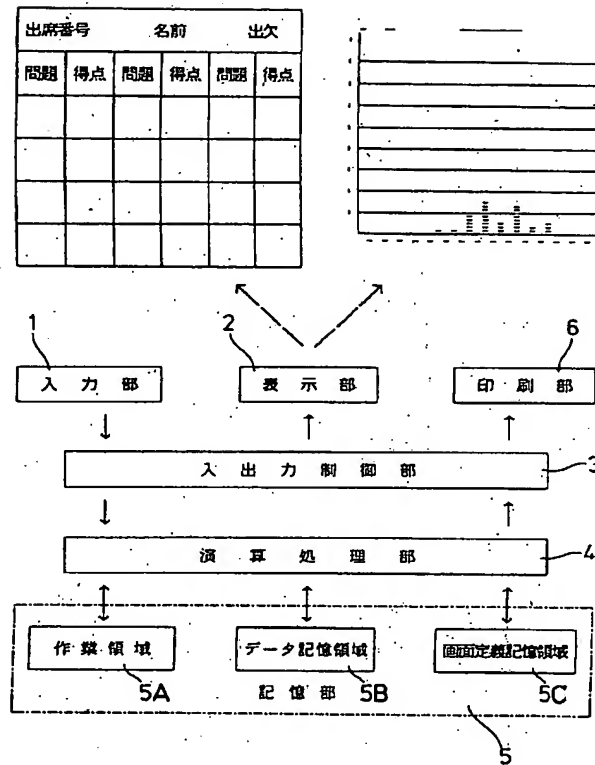 出席番号 名前 出欠
問題 得点 問題 得点 問題 得点
1 2 6
入力部 表示部 印刷部
入出力制御部 3
演算処理部 4
作業領域 データ記憶領域 画面定義記憶領域
5A 記憶部 5B 5C
5